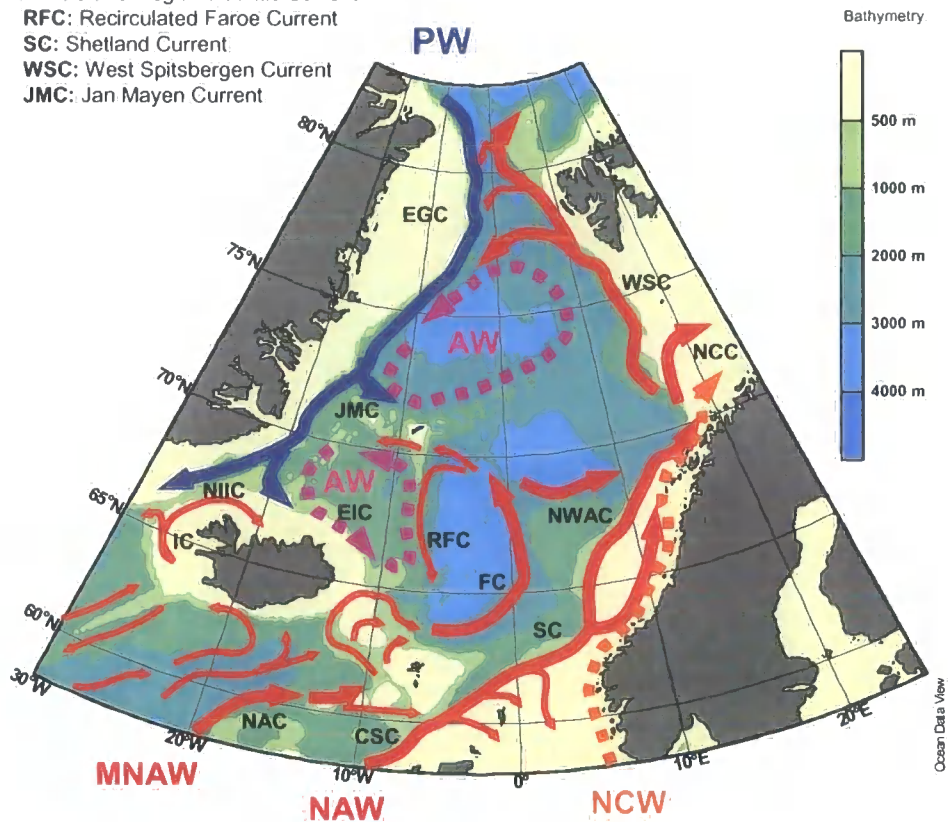 RFC: Recirculated Faroe Current
SC: Shetland Current
WSC: West Spitsbergen Current
JMC: Jan Mayen Current
PW
Bathymetry
500 m
1000 m
2000 m
3000 m
4000 m
80°N
75°N
70°N
65°N
60°N
30°W
20°W
10°W
0°
10°E
20°E
EGC
WSC
AW
NCC
JMC
AW
EIC
NIIC
IC
RFC
NWAC
FC
SC
NAC
CSC
MNAW
NAW
NCW
Ocean Data View